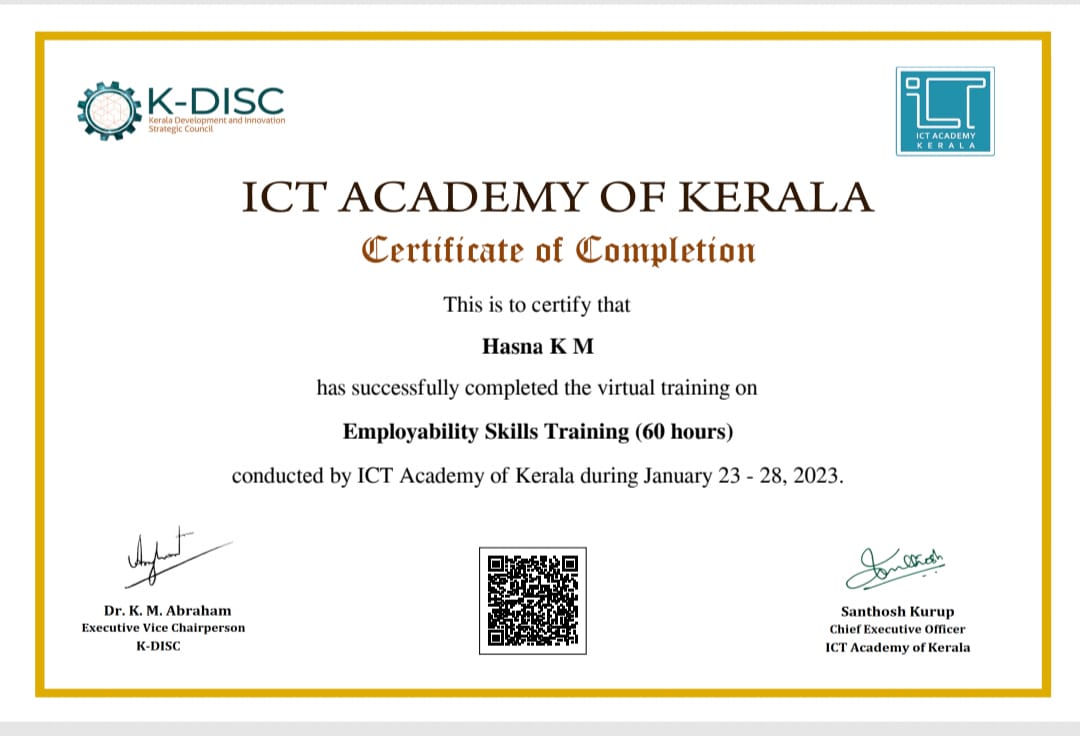 K-DISC
Kerala Development and Innovation
Strategic Council
ICT
ICT ACADEMY
KERALA
ICT ACADEMY OF KERALA
Certificate of Completion
This is to certify that
Hasna K M
has successfully completed the virtual training on
Employability Skills Training (60 hours)
conducted by ICT Academy of Kerala during January 23 - 28, 2023.
Dr. K. M. Abraham
Executive Vice Chairperson
K-DISC
Santhosh
Santhosh Kurup
Chief Executive Officer
ICT Academy of Kerala